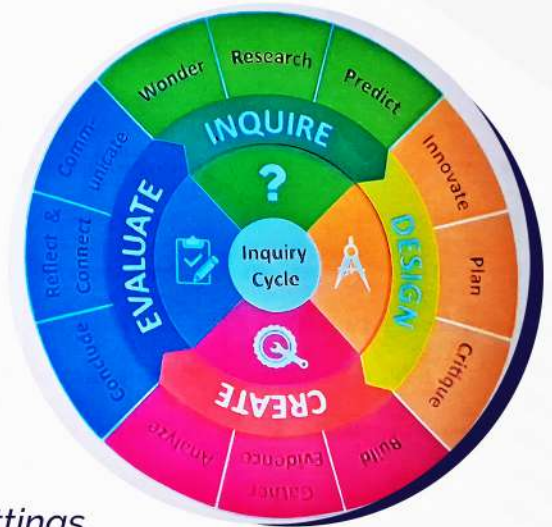 Wonder
Research
Predict
INQUIRE
?
Innovate
Plan
Critique
DESIGN
Build
Gather
Evidence
Analyze
CREATE
Conclude
Reflect &
Connect
Comm-
unicate
EVALUATE
Inquiry
Cycle